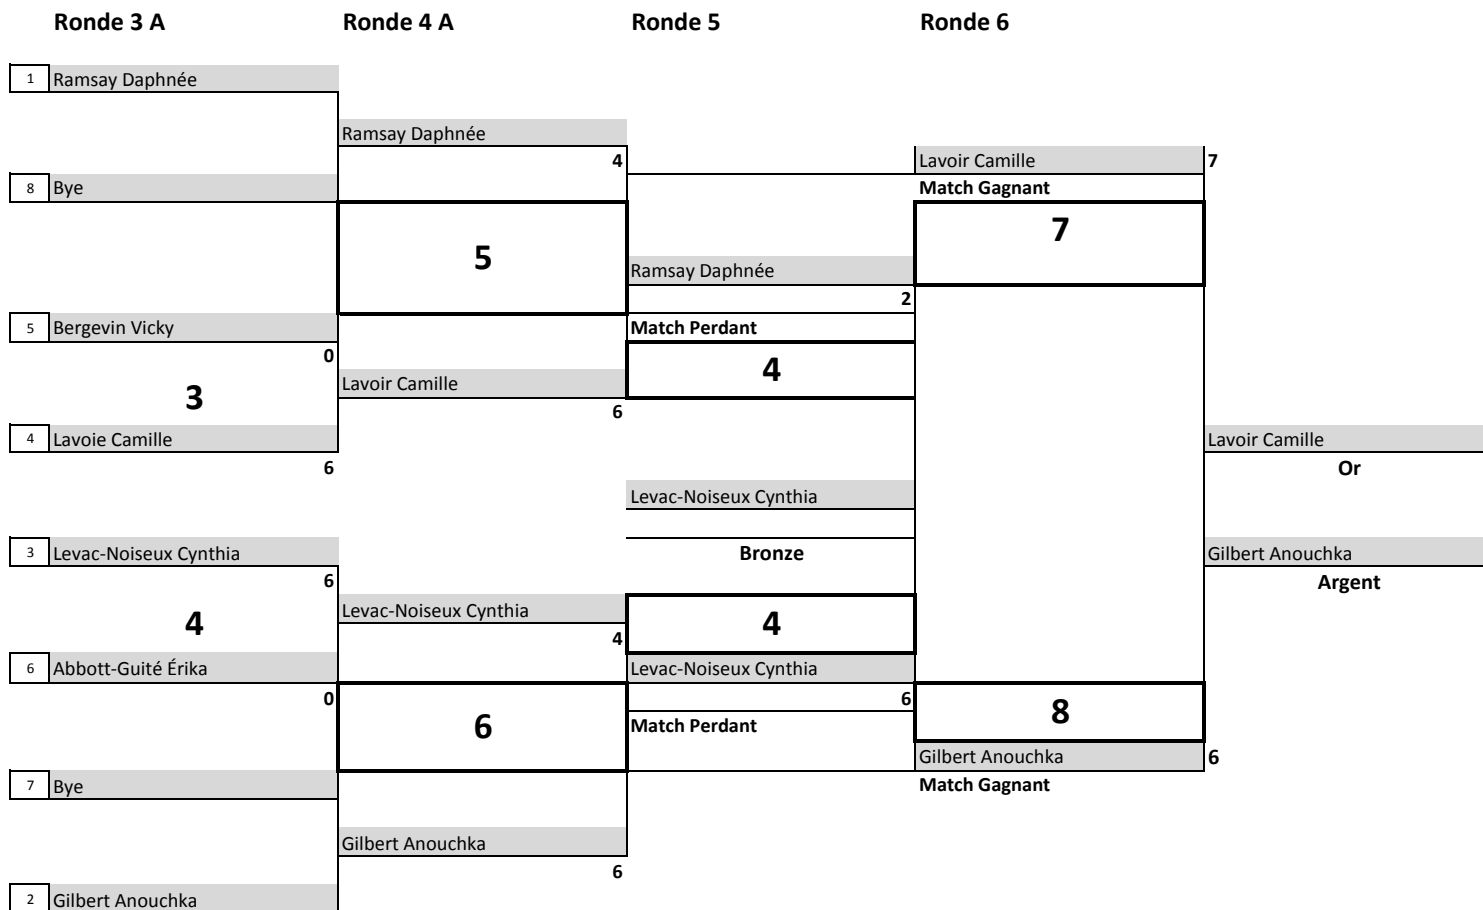 Ronde 3 A
Ronde 4 A
Ronde 5
Ronde 6
1 Ramsay Daphnée
Ramsay Daphnée
4
Lavoir Camille 7
8 Bye
Match Gagnant
7
5
Ramsay Daphnée
2
5 Bergevin Vicky
Match Perdant
0
4
3
Lavoir Camille
6
4 Lavoie Camille
6
Lavoir Camille
Or
Levac-Noiseux Cynthia
Bronze
3 Levac-Noiseux Cynthia
6
Gilbert Anouchka
Argent
4
Levac-Noiseux Cynthia
4
4
6 Abbott-Guité Érika
0
Levac-Noiseux Cynthia
6
6
Match Perdant
8
Gilbert Anouchka 6
7 Bye
Match Gagnant
Gilbert Anouchka
6
2 Gilbert Anouchka